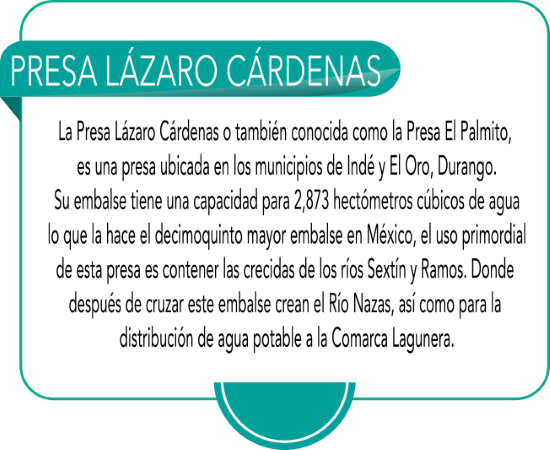 PRESA LÁZARO CÁRDENAS
La Presa Lázaro Cárdenas o también conocida como la Presa El Palmito,
es una presa ubicada en los municipios de Indé y El Oro, Durango.
Su embalse tiene una capacidad para 2,873 hectómetros cúbicos de agua
lo que la hace el decimoquinto mayor embalse en México, el uso primordial
de esta presa es contener las crecidas de los ríos Sextín y Ramos. Donde
después de cruzar este embalse crean el Río Nazas, así como para la
distribución de agua potable a la Comarca Lagunera.